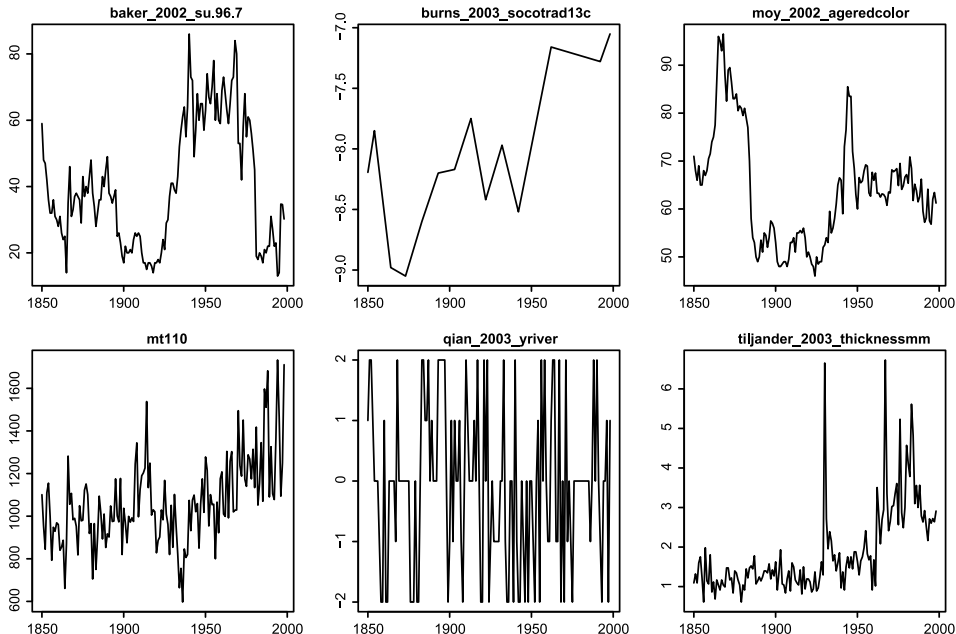 baker_2002_su.96.7
80
60
40
20
1850 1900 1950 2000
burns_2003_socotrad13c
−7.0
−7.5
−8.0
−8.5
−9.0
1850 1900 1950 2000
moy_2002_ageredcolor
90
80
70
60
50
1850 1900 1950 2000
mt110
1600
1400
1200
1000
800
600
1850 1900 1950 2000
qian_2003_yriver
2
1
0
−1
−2
1850 1900 1950 2000
tiljander_2003_thicknessmm
6
5
4
3
2
1
1850 1900 1950 2000